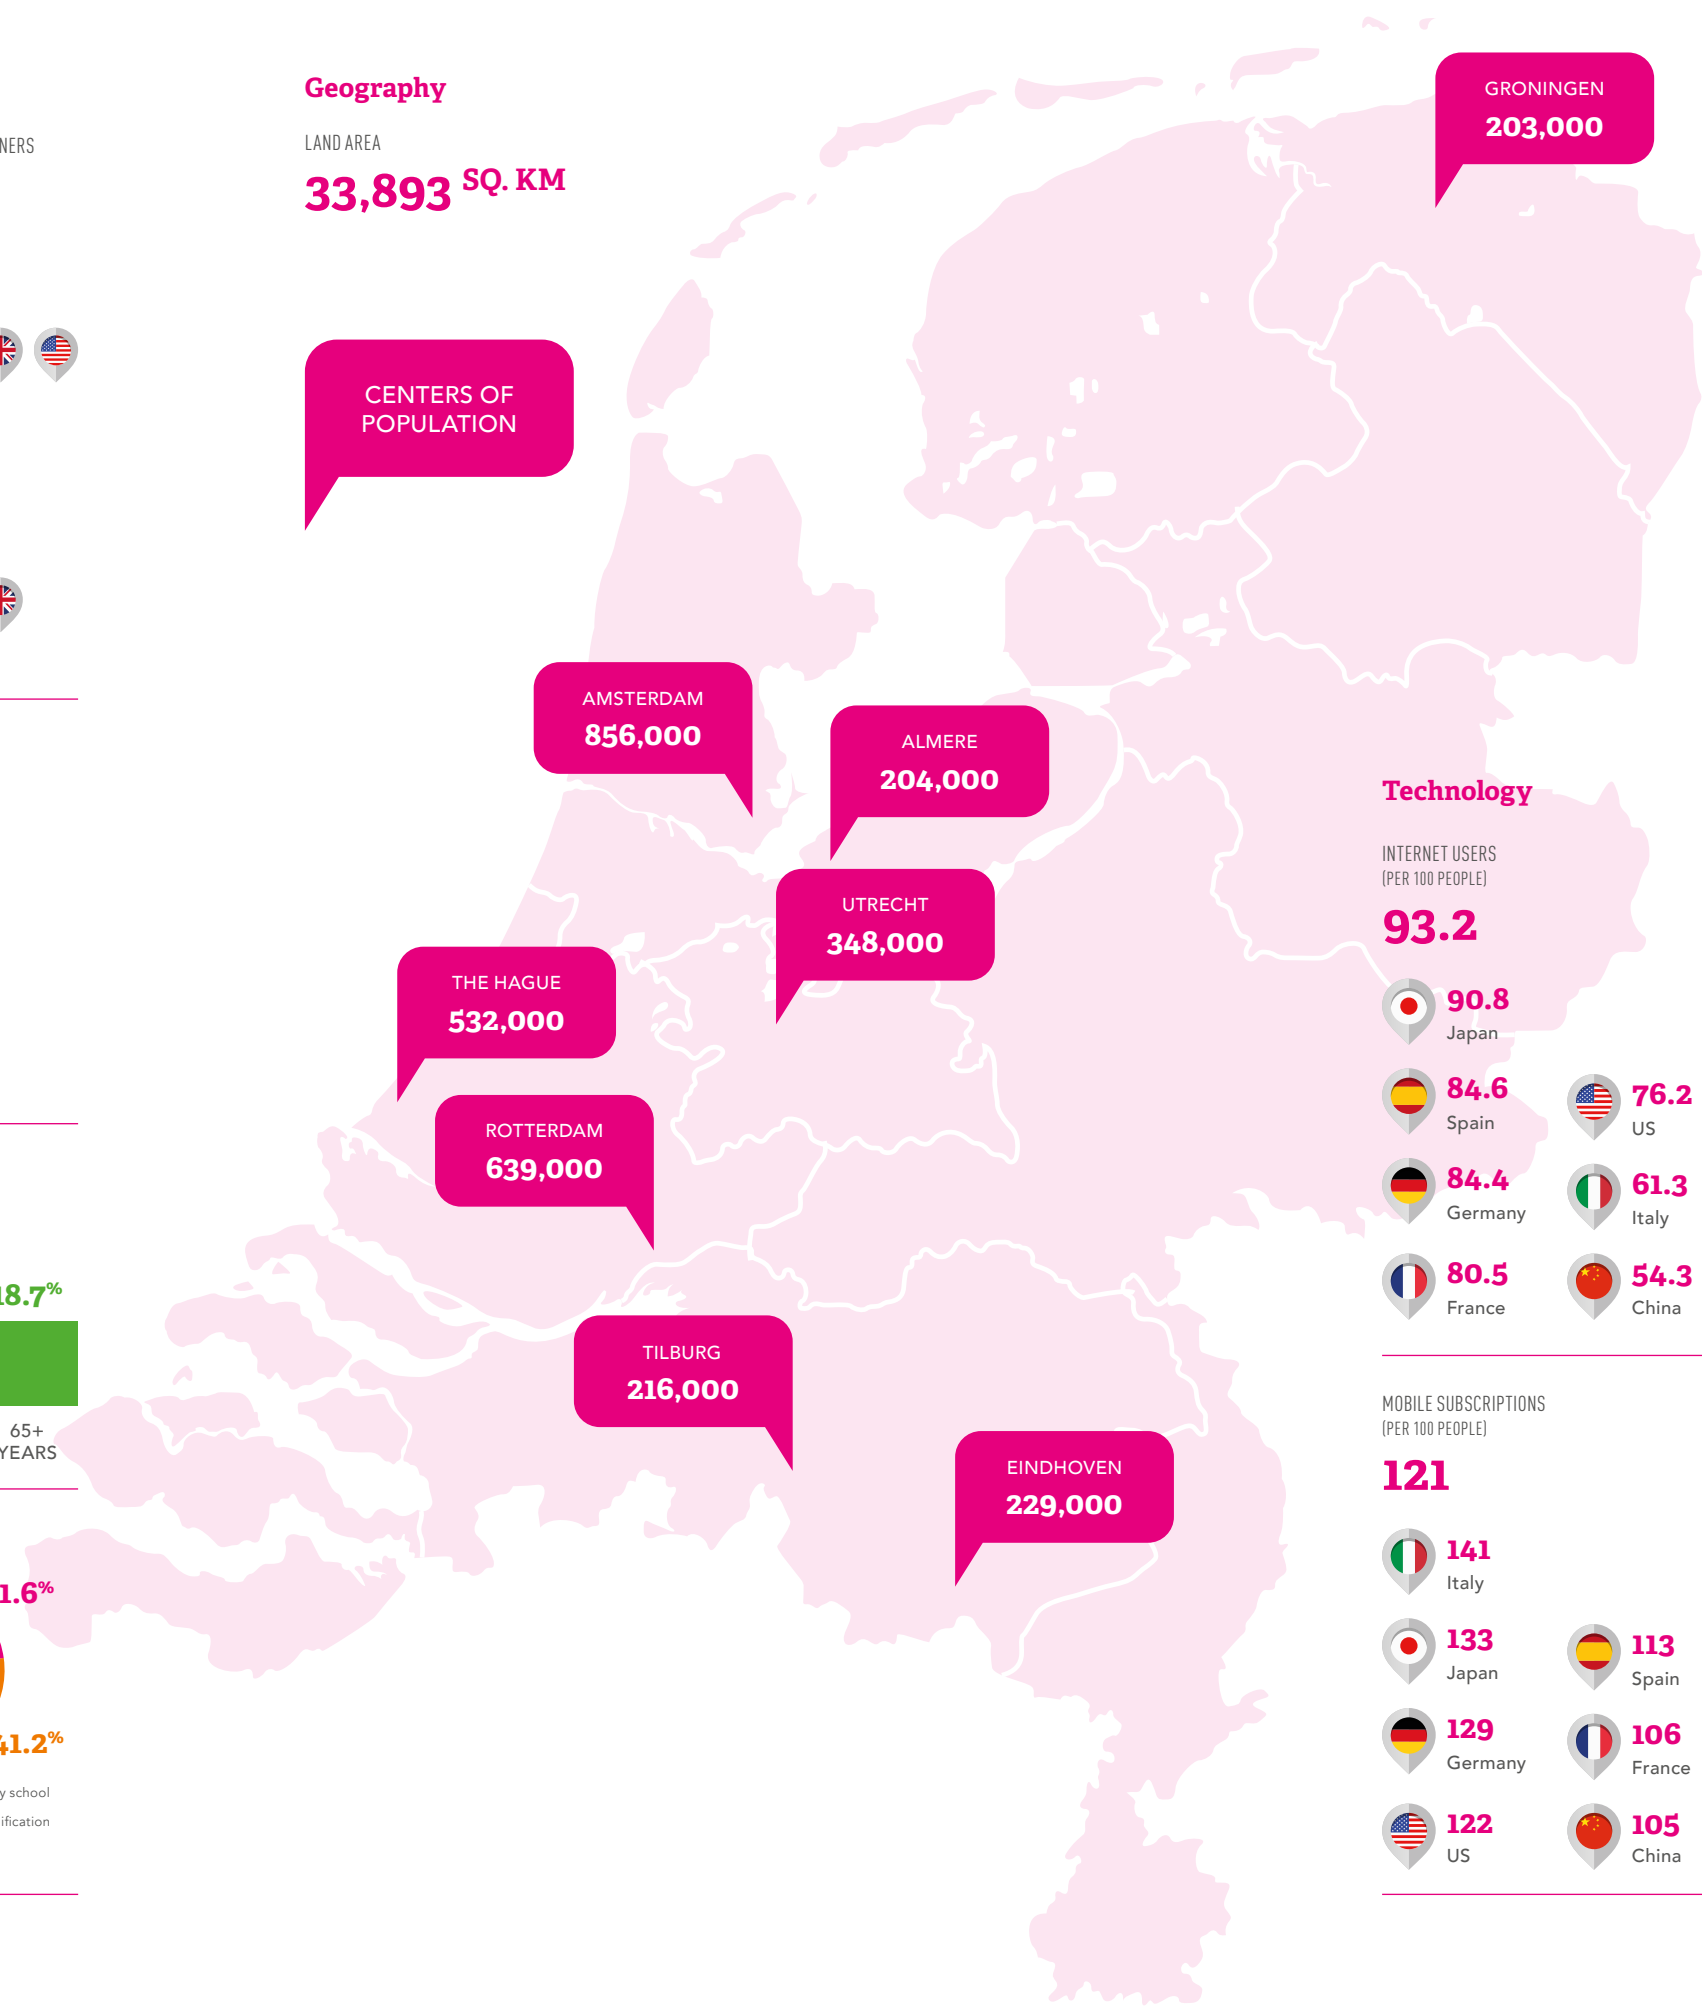 NERS
18.7%
65+
YEARS
1.6%
41.2%
y school
ification
Geography
LAND AREA
33,893 SQ. KM
CENTERS OF
POPULATION
GRONINGEN
203,000
AMSTERDAM
856,000
ALMERE
204,000
UTRECHT
348,000
THE HAGUE
532,000
ROTTERDAM
639,000
TILBURG
216,000
EINDHOVEN
229,000
Technology
INTERNET USERS
(PER 100 PEOPLE)
93.2
90.8
Japan
84.6
Spain
84.4
Germany
80.5
France
76.2
US
61.3
Italy
54.3
China
MOBILE SUBSCRIPTIONS
(PER 100 PEOPLE)
121
141
Italy
133
Japan
129
Germany
122
US
113
Spain
106
France
105
China